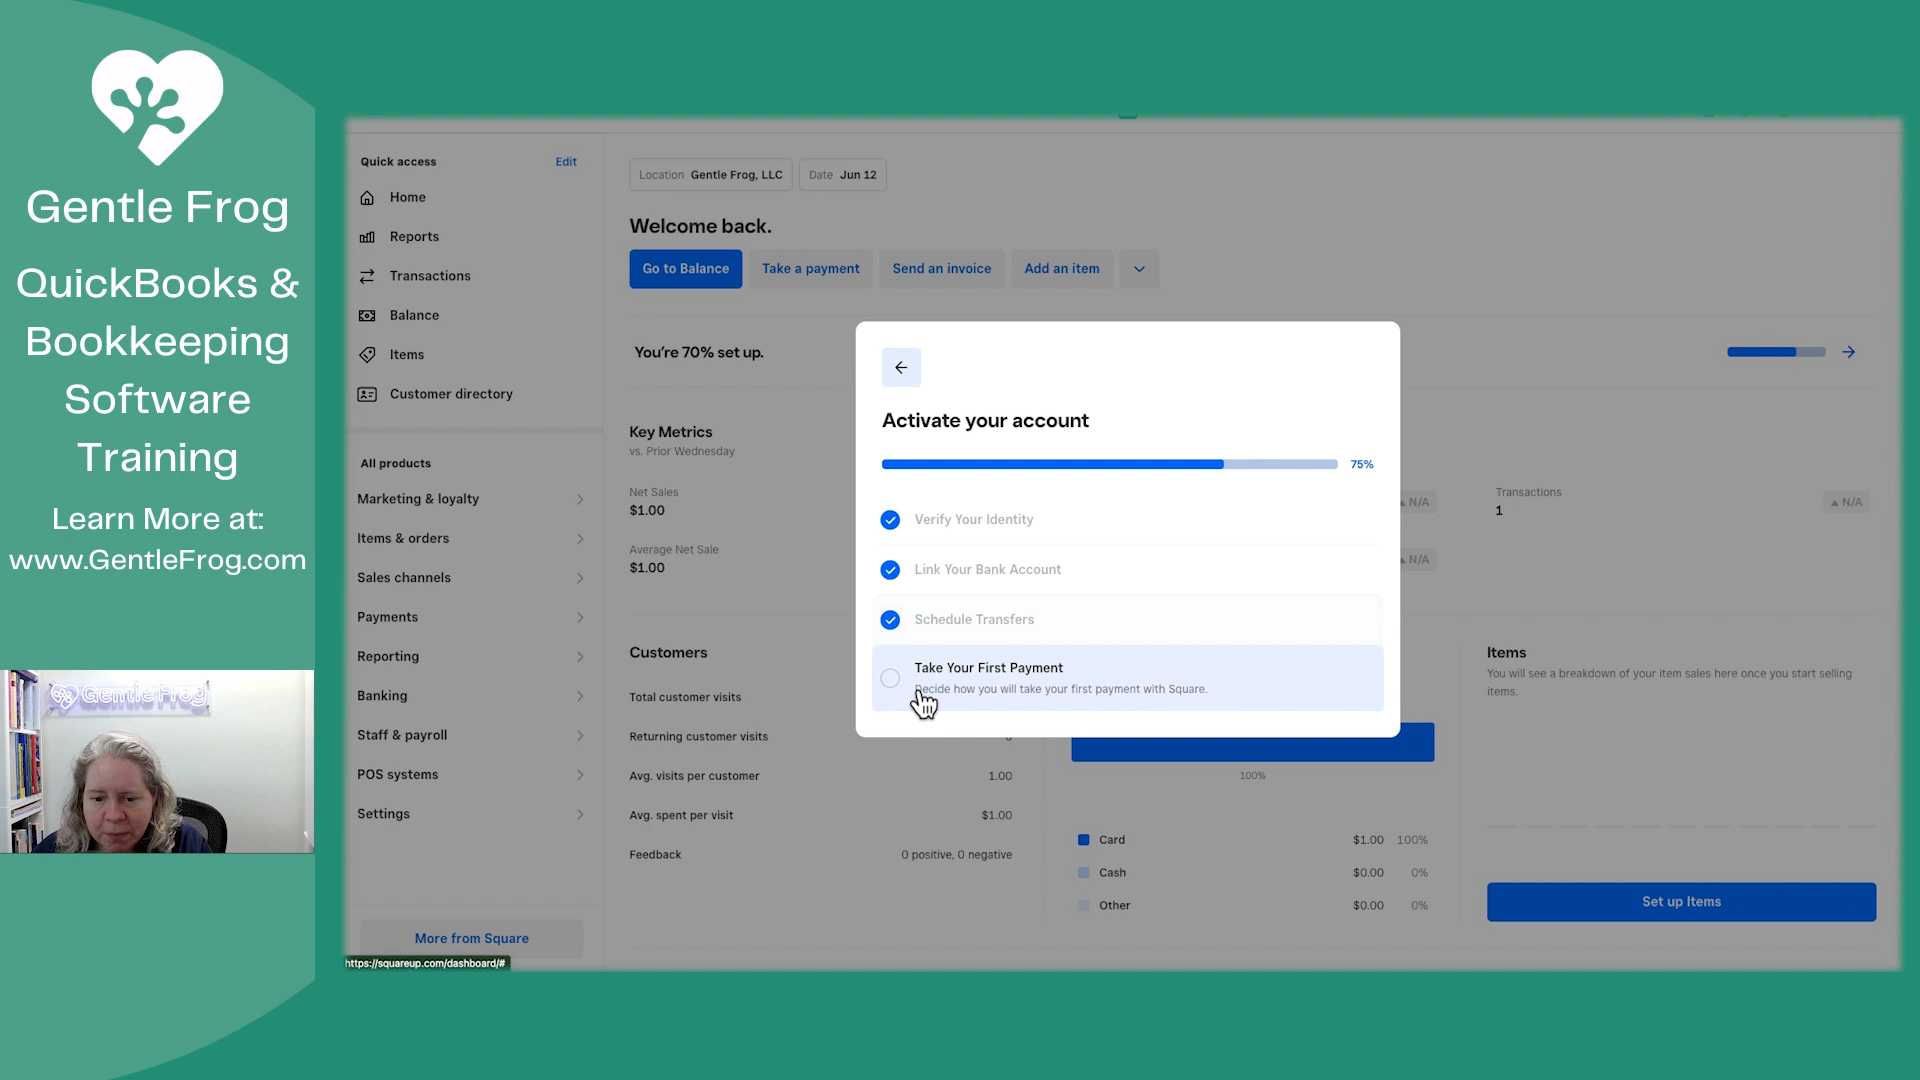 Gentle Frog
QuickBooks &
Bookkeeping
Software
Training
Learn More at:
www.GentleFrog.com
Gentle Frog
Quick access
Edit
Home
Reports
Transactions
Balance
Items
Customer directory
All products
Marketing & loyalty
Items & orders
Sales channels
Payments
Reporting
Banking
Staff & payroll
POS systems
Settings
More from Square
https://squareup.com/dashboard/#
Location Gentle Frog, LLC
Date Jun 12
Welcome back.
Go to Balance
Take a payment
Send an invoice
Add an item
You're 70% set up.
Key Metrics
vs. Prior Wednesday
Net Sales
$1.00
N/A
Transactions
1
N/A
Average Net Sale
$1.00
N/A
Activate your account
75%
Verify Your Identity
Link Your Bank Account
Schedule Transfers
Take Your First Payment
Decide how you will take your first payment with Square.
Customers
Total customer visits
Returning customer visits
Avg. visits per customer
1.00
Avg. spent per visit
$1.00
Feedback
0 positive, 0 negative
100%
Card
$1.00
100%
Cash
$0.00
0%
Other
$0.00
0%
Items
You will see a breakdown of your item sales here once you start selling
items.
Set up Items